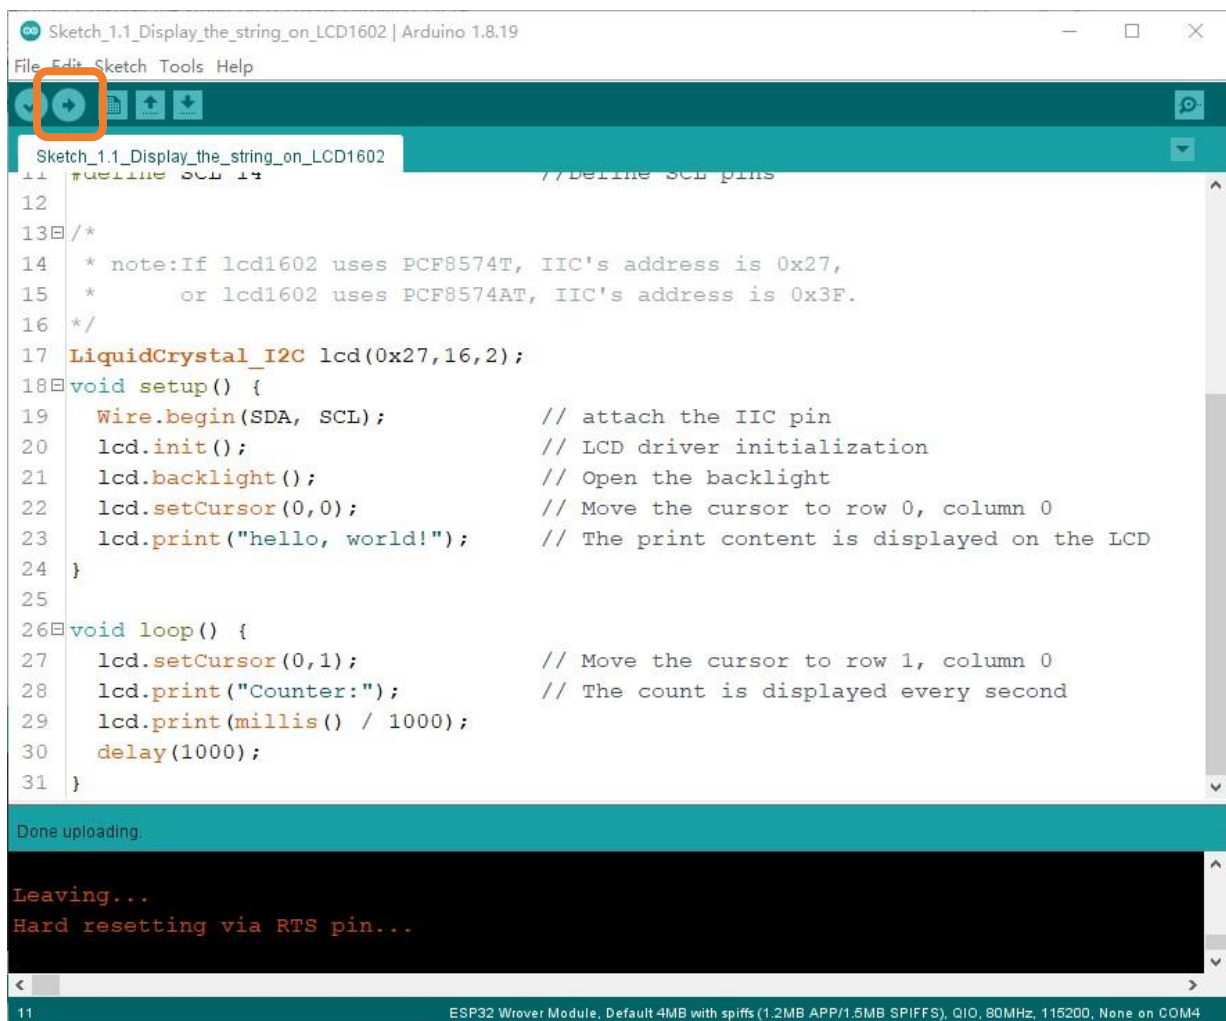 Sketch_1.1_Display_the_string_on_LCD1602 | Arduino 1.8.19
File Edit Sketch Tools Help
Sketch_1.1_Display_the_string_on_LCD1602
11 #define SCL 14 //Define SCL pins
12
13 /*
14 * note:If lcd1602 uses PCF8574T, IIC's address is 0x27,
15 * or lcd1602 uses PCF8574AT, IIC's address is 0x3F.
16 */
17 LiquidCrystal_I2C lcd(0x27,16,2);
18 void setup() {
19 Wire.begin(SDA, SCL); // attach the IIC pin
20 lcd.init(); // LCD driver initialization
21 lcd.backlight(); // Open the backlight
22 lcd.setCursor(0,0); // Move the cursor to row 0, column 0
23 lcd.print("hello, world!"); // The print content is displayed on the LCD
24 }
25
26 void loop() {
27 lcd.setCursor(0,1); // Move the cursor to row 1, column 0
28 lcd.print("Counter:"); // The count is displayed every second
29 lcd.print(millis() / 1000);
30 delay(1000);
31 }
Done uploading.
Leaving...
Hard resetting via RTS pin...
11 ESP32 Wrover Module, Default 4MB with spiffs (1.2MB APP/1.5MB SPIFFS), QIO, 80MHz, 115200, None on COM4